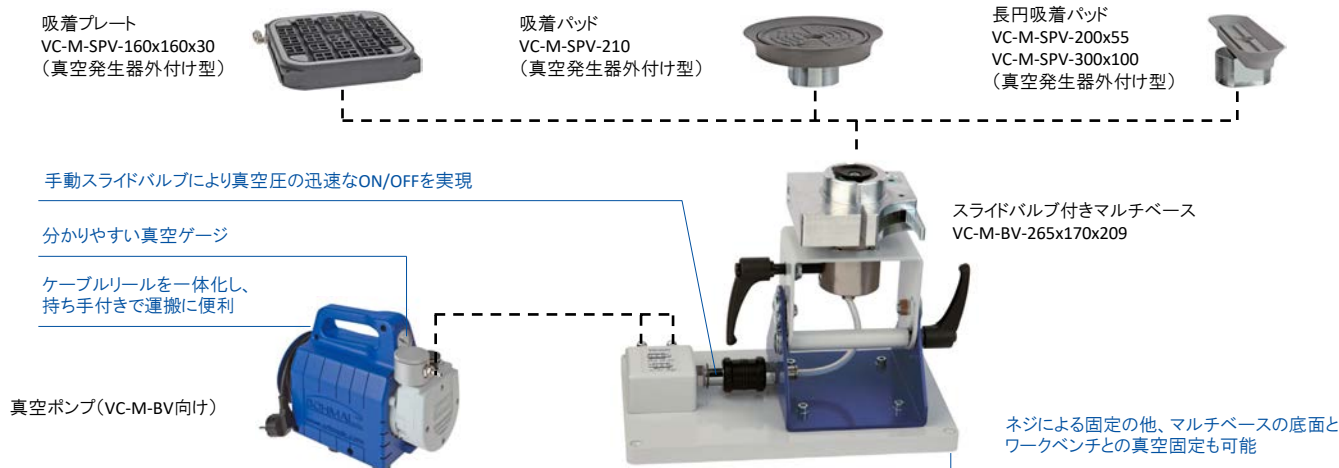 吸着プレート
VC-M-SPV-160x160x30
（真空発生器外付け型）
吸着パッド
VC-M-SPV-210
（真空発生器外付け型）
長円吸着パッド
VC-M-SPV-200x55
VC-M-SPV-300x100
（真空発生器外付け型）
手動スライドバルブにより真空圧の迅速なON/OFFを実現
分かりやすい真空ゲージ
ケーブルリールを一体化し、
持ち手付きで運搬に便利
スライドバルブ付きマルチベース
VC-M-BV-265x170x209
真空ポンプ（VC-M-BV向け）
ネジによる固定の他、マルチベースの底面と
ワークベンチとの真空固定も可能